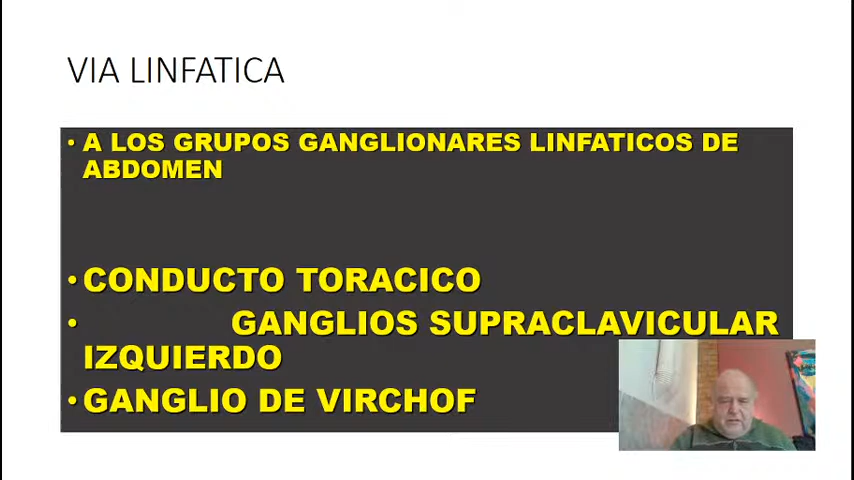 VIA LINFATICA
• A LOS GRUPOS GANGLIONARES LINFATICOS DE
ABDOMEN
• CONDUCTO TORACICO
• GANGLIOS SUPRACLAVICULAR
IZQUIERDO
• GANGLIO DE VIRCHOF